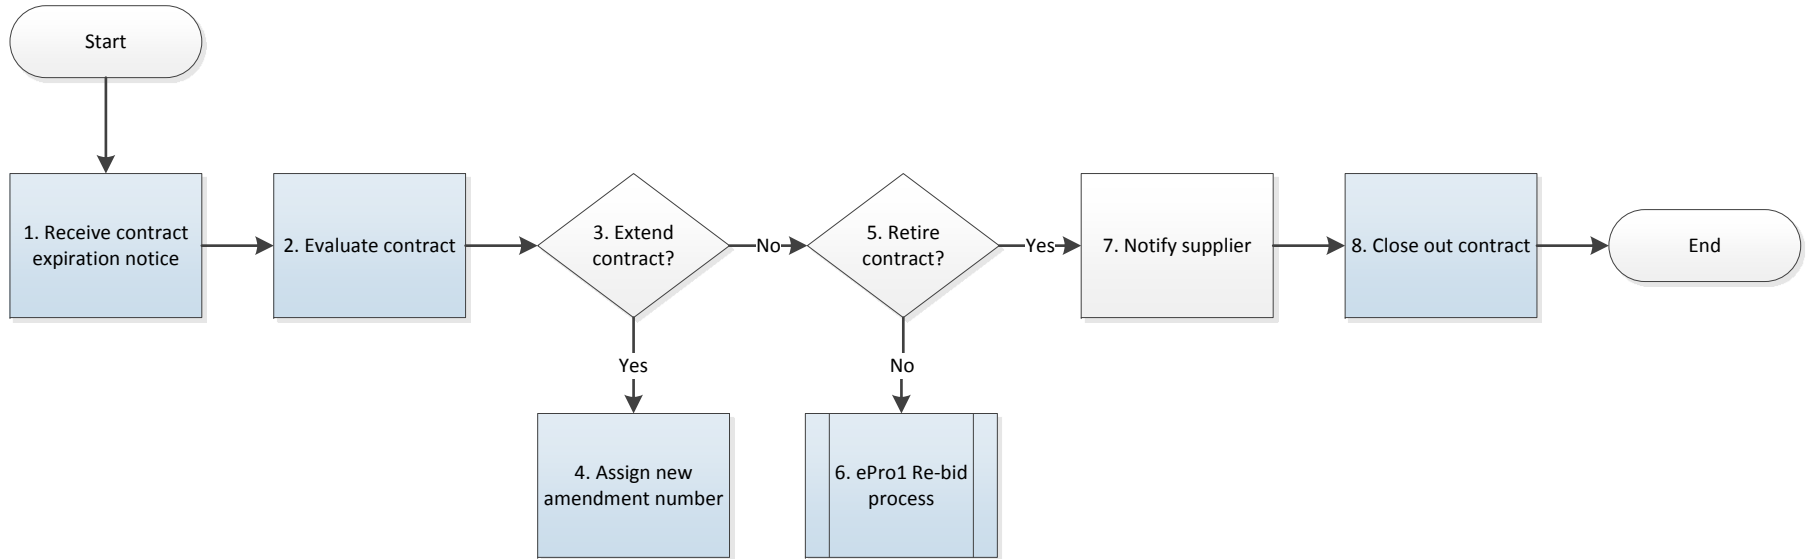 Start
1. Receive contract
expiration notice
2. Evaluate contract
3. Extend
contract?
No
5. Retire
contract?
Yes
7. Notify supplier
8. Close out contract
End
Yes
No
4. Assign new
amendment number
6. ePro1 Re-bid
process